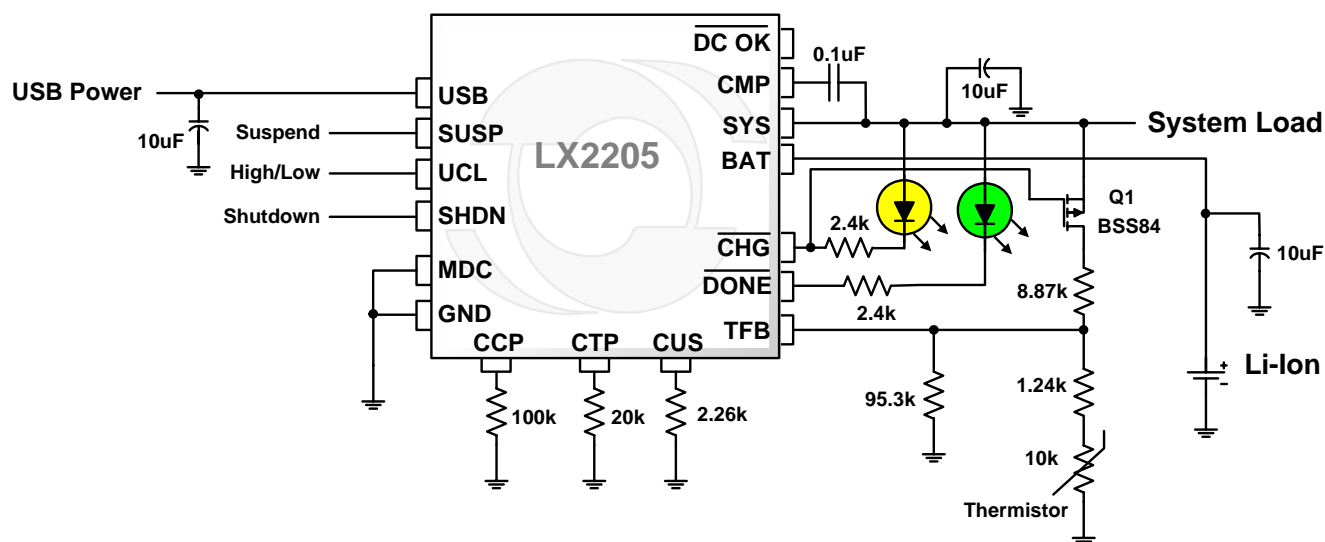 DC OK
0.1uF
CMP
10uF
USB Power
USB
10uF
Suspend
SUSP
SYS
System Load
LX2205
BAT
High/Low
UCL
Q1
BSS84
Shutdown
SHDN
2.4k
CHG
10uF
MDC
DONE
8.87k
2.4k
GND
TFB
CCP
CTP
CUS
Li-Ion
+
-
100k
20k
2.26k
95.3k
1.24k
10k
Thermistor